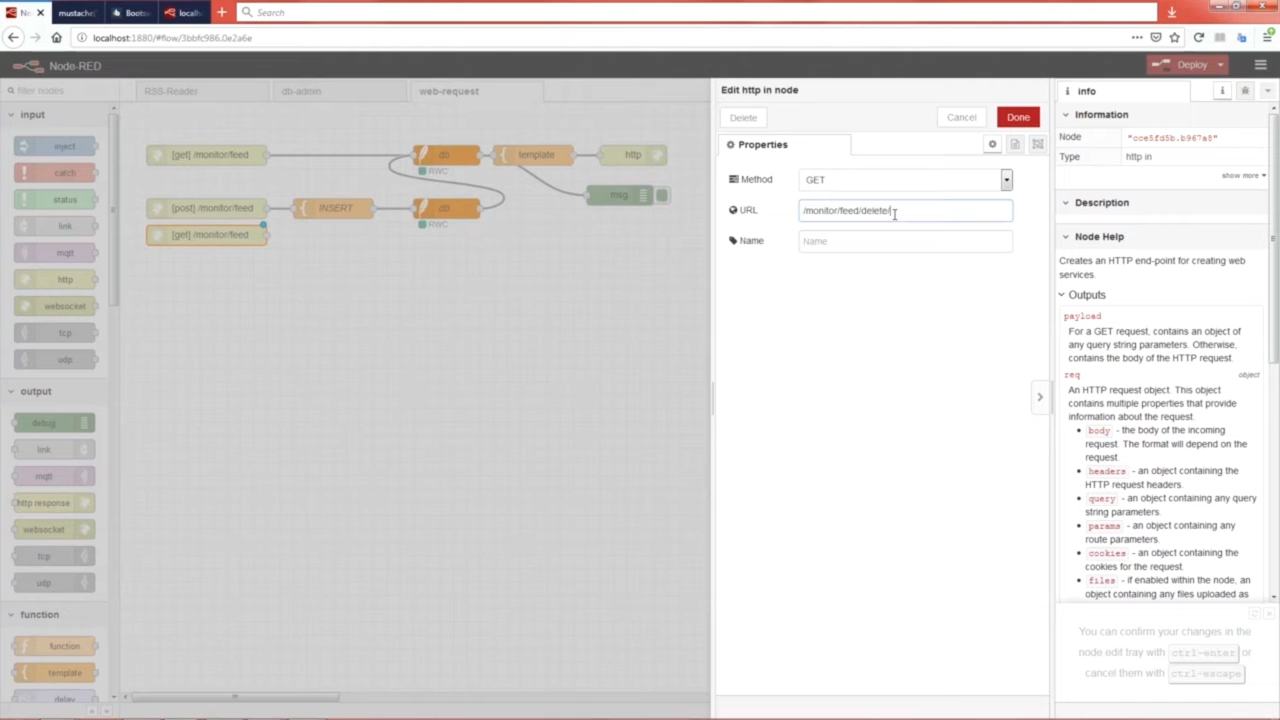 Ne
mustache
Boots
localh
Search
localhost:1880/#flow/3bbfc986.0e2a6e
Node-RED
Deploy
filter nodes
RSS-Reader
db-admin
web-request
Edit http in node
info
input
Delete
Cancel
Done
Information
Node
"cce5fd5b.b967a8"
Type
http in
show more
inject
catch
status
link
mqtt
http
websocket
tcp
udp
[get] /monitor/feed
db
RWC
template
http
msg
[post] /monitor/feed
INSERT
db
RWC
[get] /monitor/feed
Properties
Method
GET
URL
/monitor/feed/delete/
Name
Name
Description
Node Help
Creates an HTTP end-point for creating web
services.
Outputs
payload
For a GET request, contains an object of
any query string parameters. Otherwise,
contains the body of the HTTP request.
req
object
An HTTP request object. This object
contains multiple properties that provide
information about the request.
body - the body of the incoming
request. The format will depend on the
request.
headers - an object containing the
HTTP request headers.
query - an object containing any query
string parameters.
params - an object containing any
route parameters.
cookies - an object containing the
cookies for the request.
files - if enabled within the node, an
object containing any files uploaded as
output
debug
link
mqtt
http response
websocket
tcp
udp
function
function
template
delay
You can confirm your changes in the
node edit tray with ctrl-enter or
cancel them with ctrl-escape